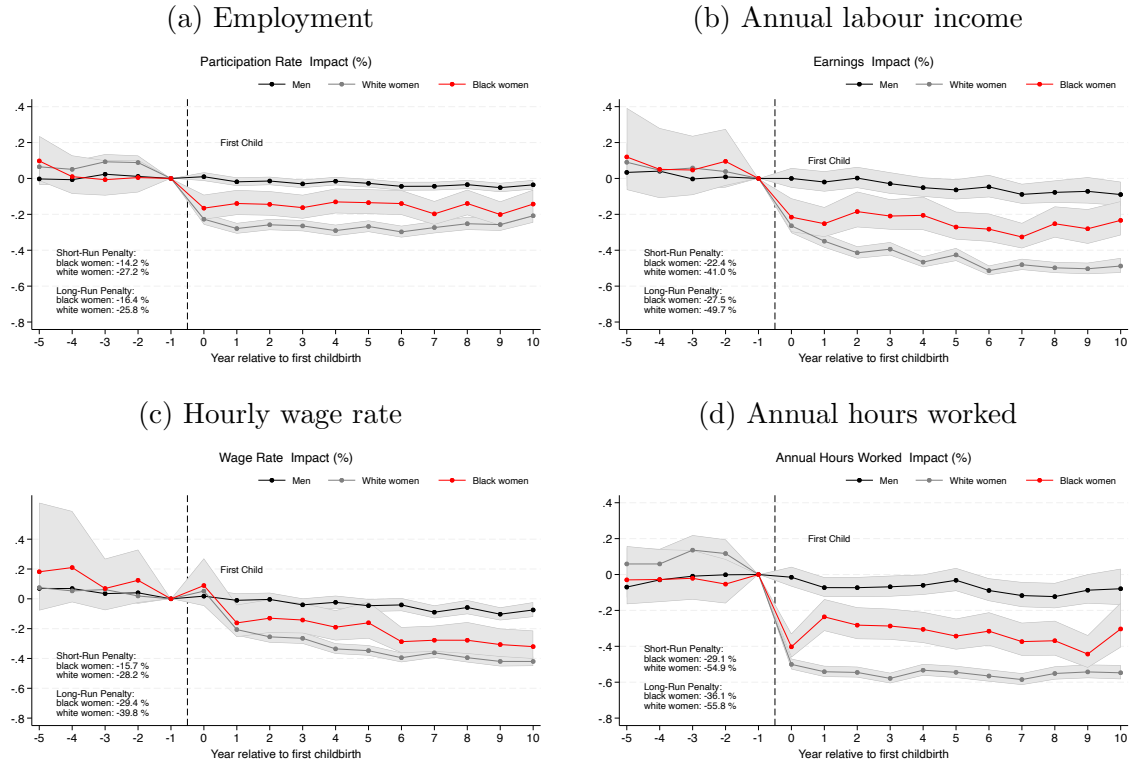 (a) Employment
Participation Rate Impact (%)
Men White women Black women
.4
.2
0
-.2
-.4
-.6
-.8
First Child
Short-Run Penalty:
black women: -14.2 %
white women: -27.2 %
Long-Run Penalty:
black women: -16.4 %
white women: -25.8 %
-5 -4 -3 -2 -1 0 1 2 3 4 5 6 7 8 9 10
Year relative to first childbirth
(b) Annual labour income
Earnings Impact (%)
Men White women Black women
.4
.2
0
-.2
-.4
-.6
-.8
First Child
Short-Run Penalty:
black women: -22.4 %
white women: -41.0 %
Long-Run Penalty:
black women: -27.5 %
white women: -49.7 %
-5 -4 -3 -2 -1 0 1 2 3 4 5 6 7 8 9 10
Year relative to first childbirth
(c) Hourly wage rate
Wage Rate Impact (%)
Men White women Black women
.4
.2
0
-.2
-.4
-.6
-.8
First Child
Short-Run Penalty:
black women: -15.7 %
white women: -28.2 %
Long-Run Penalty:
black women: -29.4 %
white women: -39.8 %
-5 -4 -3 -2 -1 0 1 2 3 4 5 6 7 8 9 10
Year relative to first childbirth
(d) Annual hours worked
Annual Hours Worked Impact (%)
Men White women Black women
.4
.2
0
-.2
-.4
-.6
-.8
First Child
Short-Run Penalty:
black women: -29.1 %
white women: -54.9 %
Long-Run Penalty:
black women: -36.1 %
white women: -55.8 %
-5 -4 -3 -2 -1 0 1 2 3 4 5 6 7 8 9 10
Year relative to first childbirth